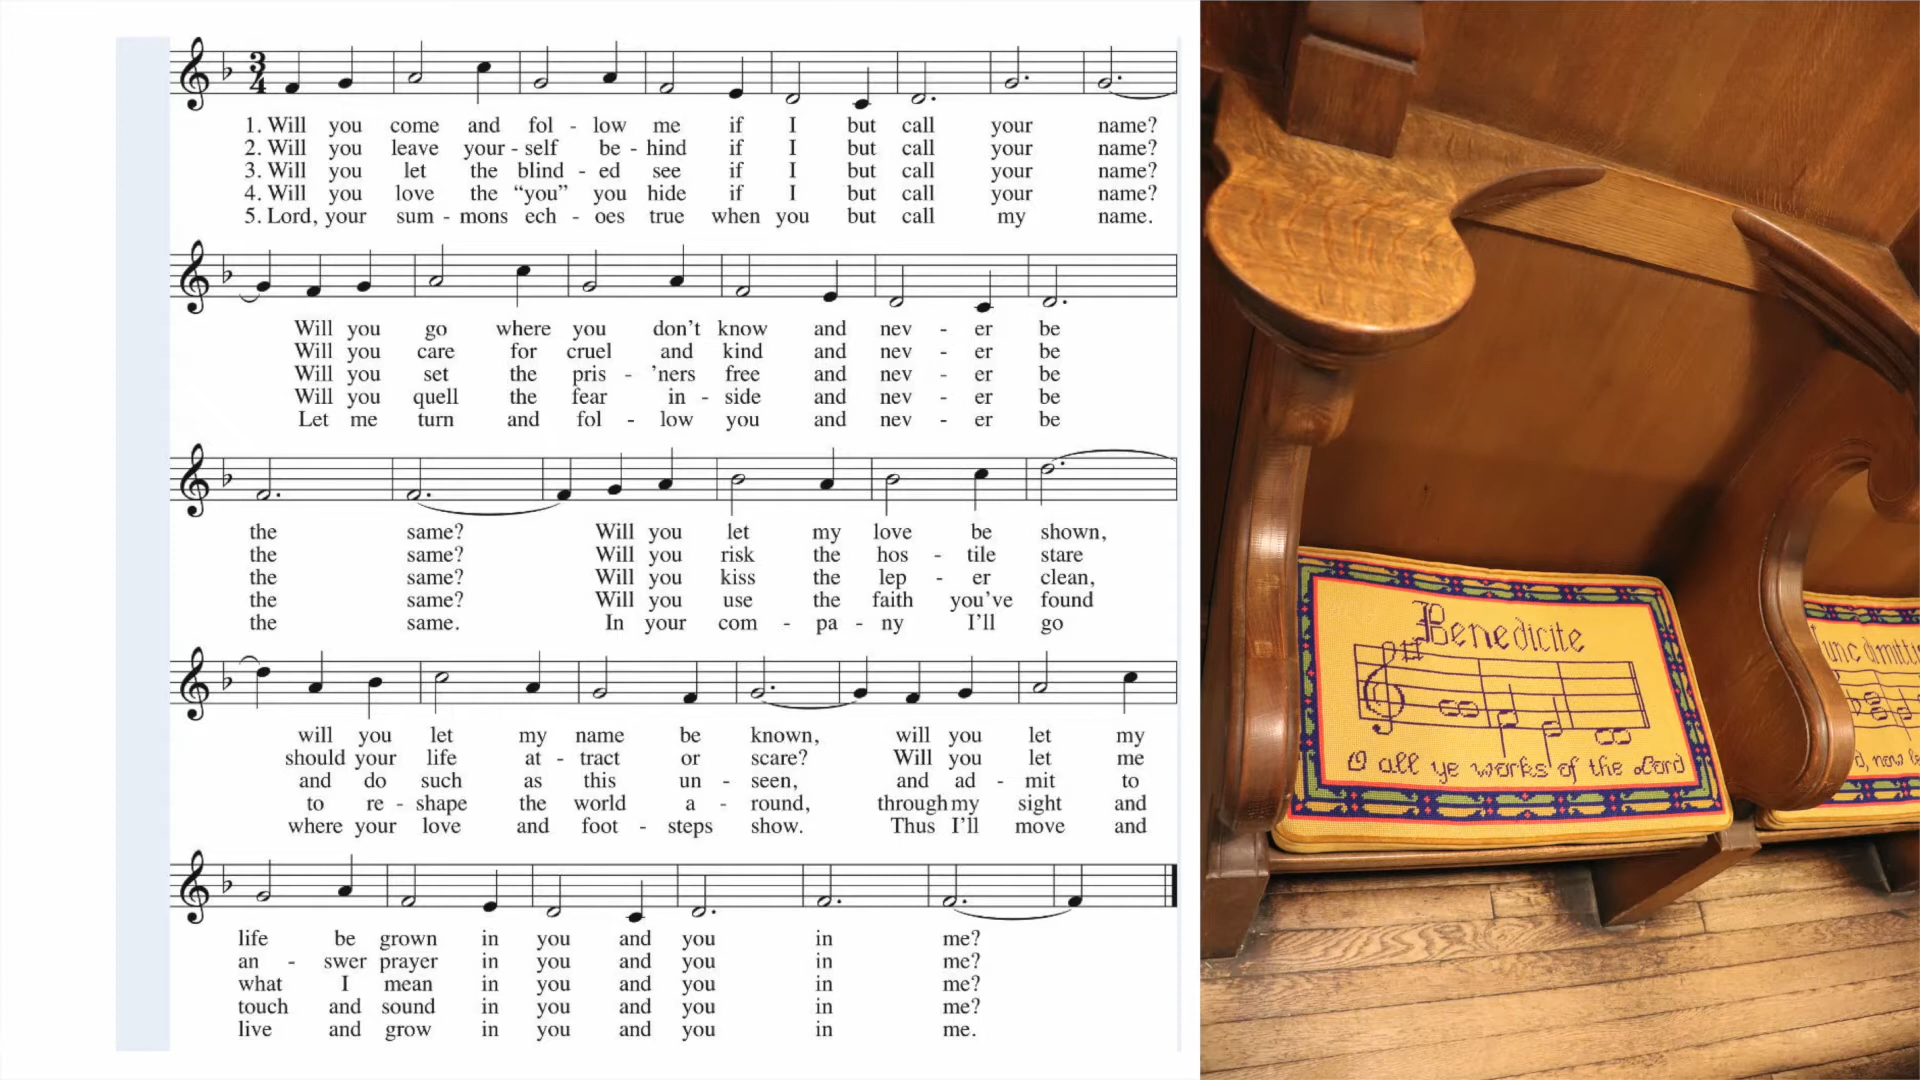 1. Will you come and fol - low me if I but call your name?
2. Will you leave your - self be - hind if I but call your name?
3. Will you let the blind - ed see if I but call your name?
4. Will you love the “you” you hide if I but call your name?
5. Lord, your sum - mons ech - oes true when you but call my name.
Will you go where you don’t know and nev - er be
Will you care for cruel and kind and nev - er be
Will you set the pris - ’ners free and nev - er be
Will you quell the fear in - side and nev - er be
Let me turn and fol - low you and nev - er be
the same? Will you let my love be shown,
the same? Will you risk the hos - tile stare
the same? Will you kiss the lep - er clean,
the same? Will you use the faith you’ve found
the same. In your com - pa - ny I’ll go
will you let my name be known, will you let my
should your life at - tract or scare? Will you let me
and do such as this un - seen, and ad - mit to
to re - shape the world a - round, through my sight and
where your love and foot - steps show. Thus I’ll move and
life be grown in you and you in me?
an - swer prayer in you and you in me?
what I mean in you and you in me?
touch and sound in you and you in me?
live and grow in you and you in me.
Benedicite
O all ye works of the Lord
now